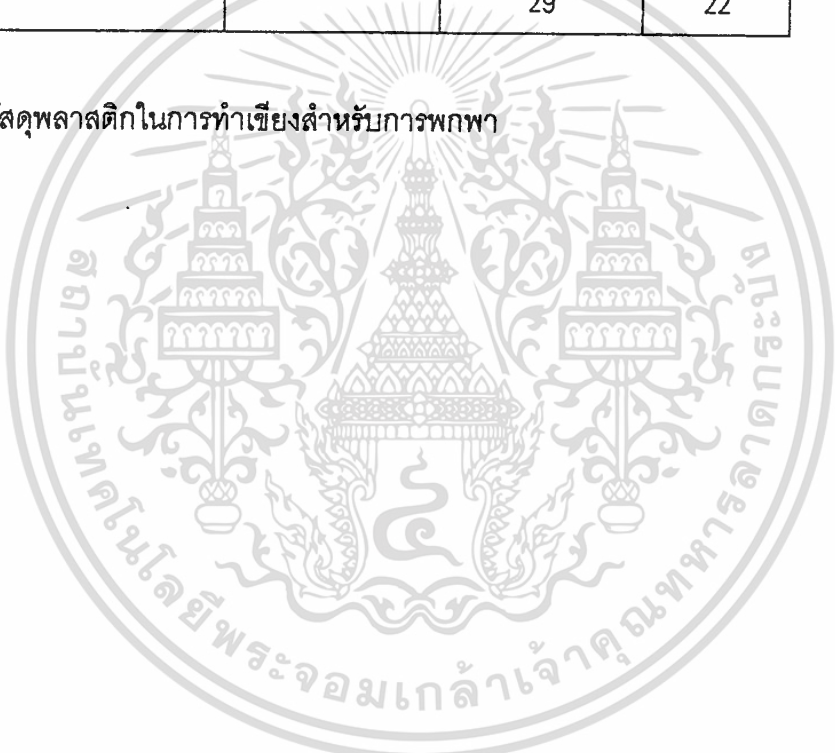 29 22
สดุพลาสติกในการทำเขียงสำหรับการพกพา
สถาบันเทคโนโลยีพระจอมเกล้าเจ้าคุณทหารลาดกระบัง